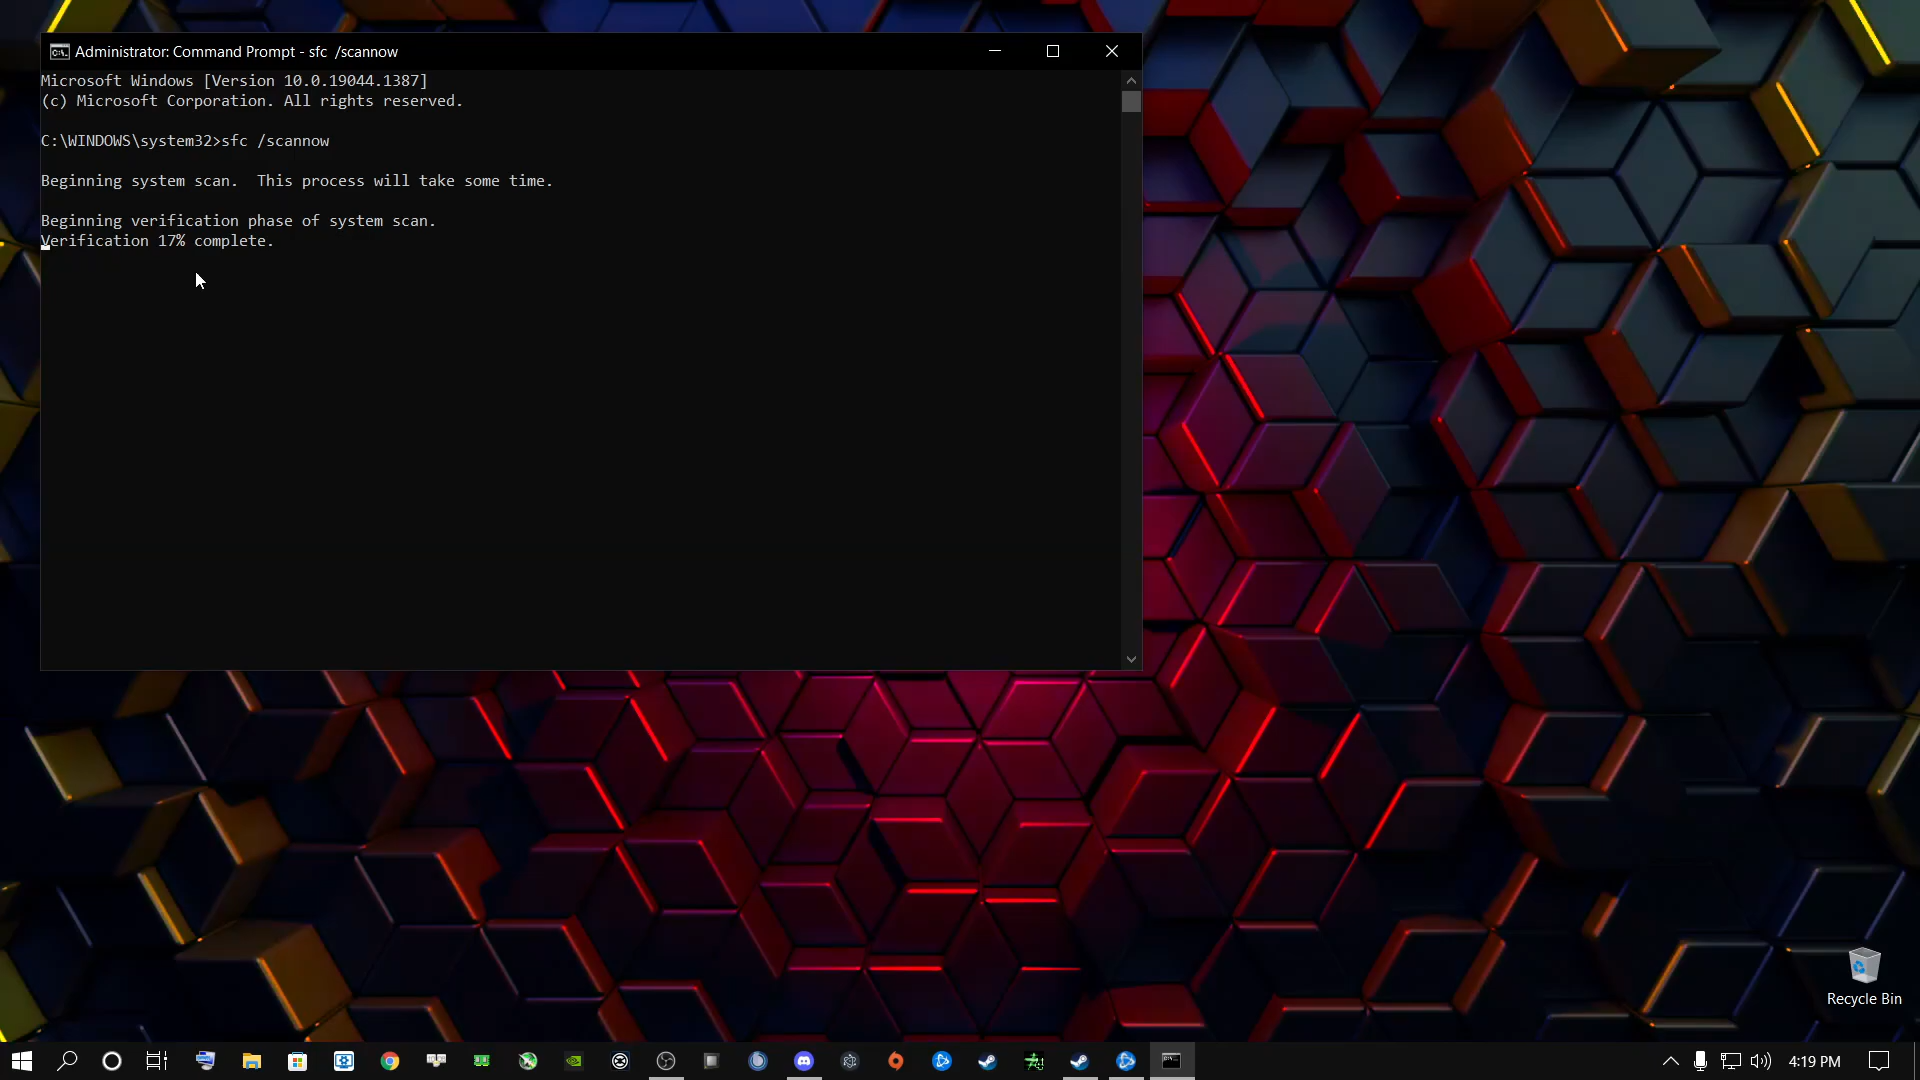 Administrator: Command Prompt - sfc  /scannow
Microsoft Windows [Version 10.0.19044.1387]
(c) Microsoft Corporation. All rights reserved.
C:\WINDOWS\system32>sfc /scannow
Beginning system scan.  This process will take some time.
Beginning verification phase of system scan.
Verification 17% complete.
Recycle Bin
4:19 PM